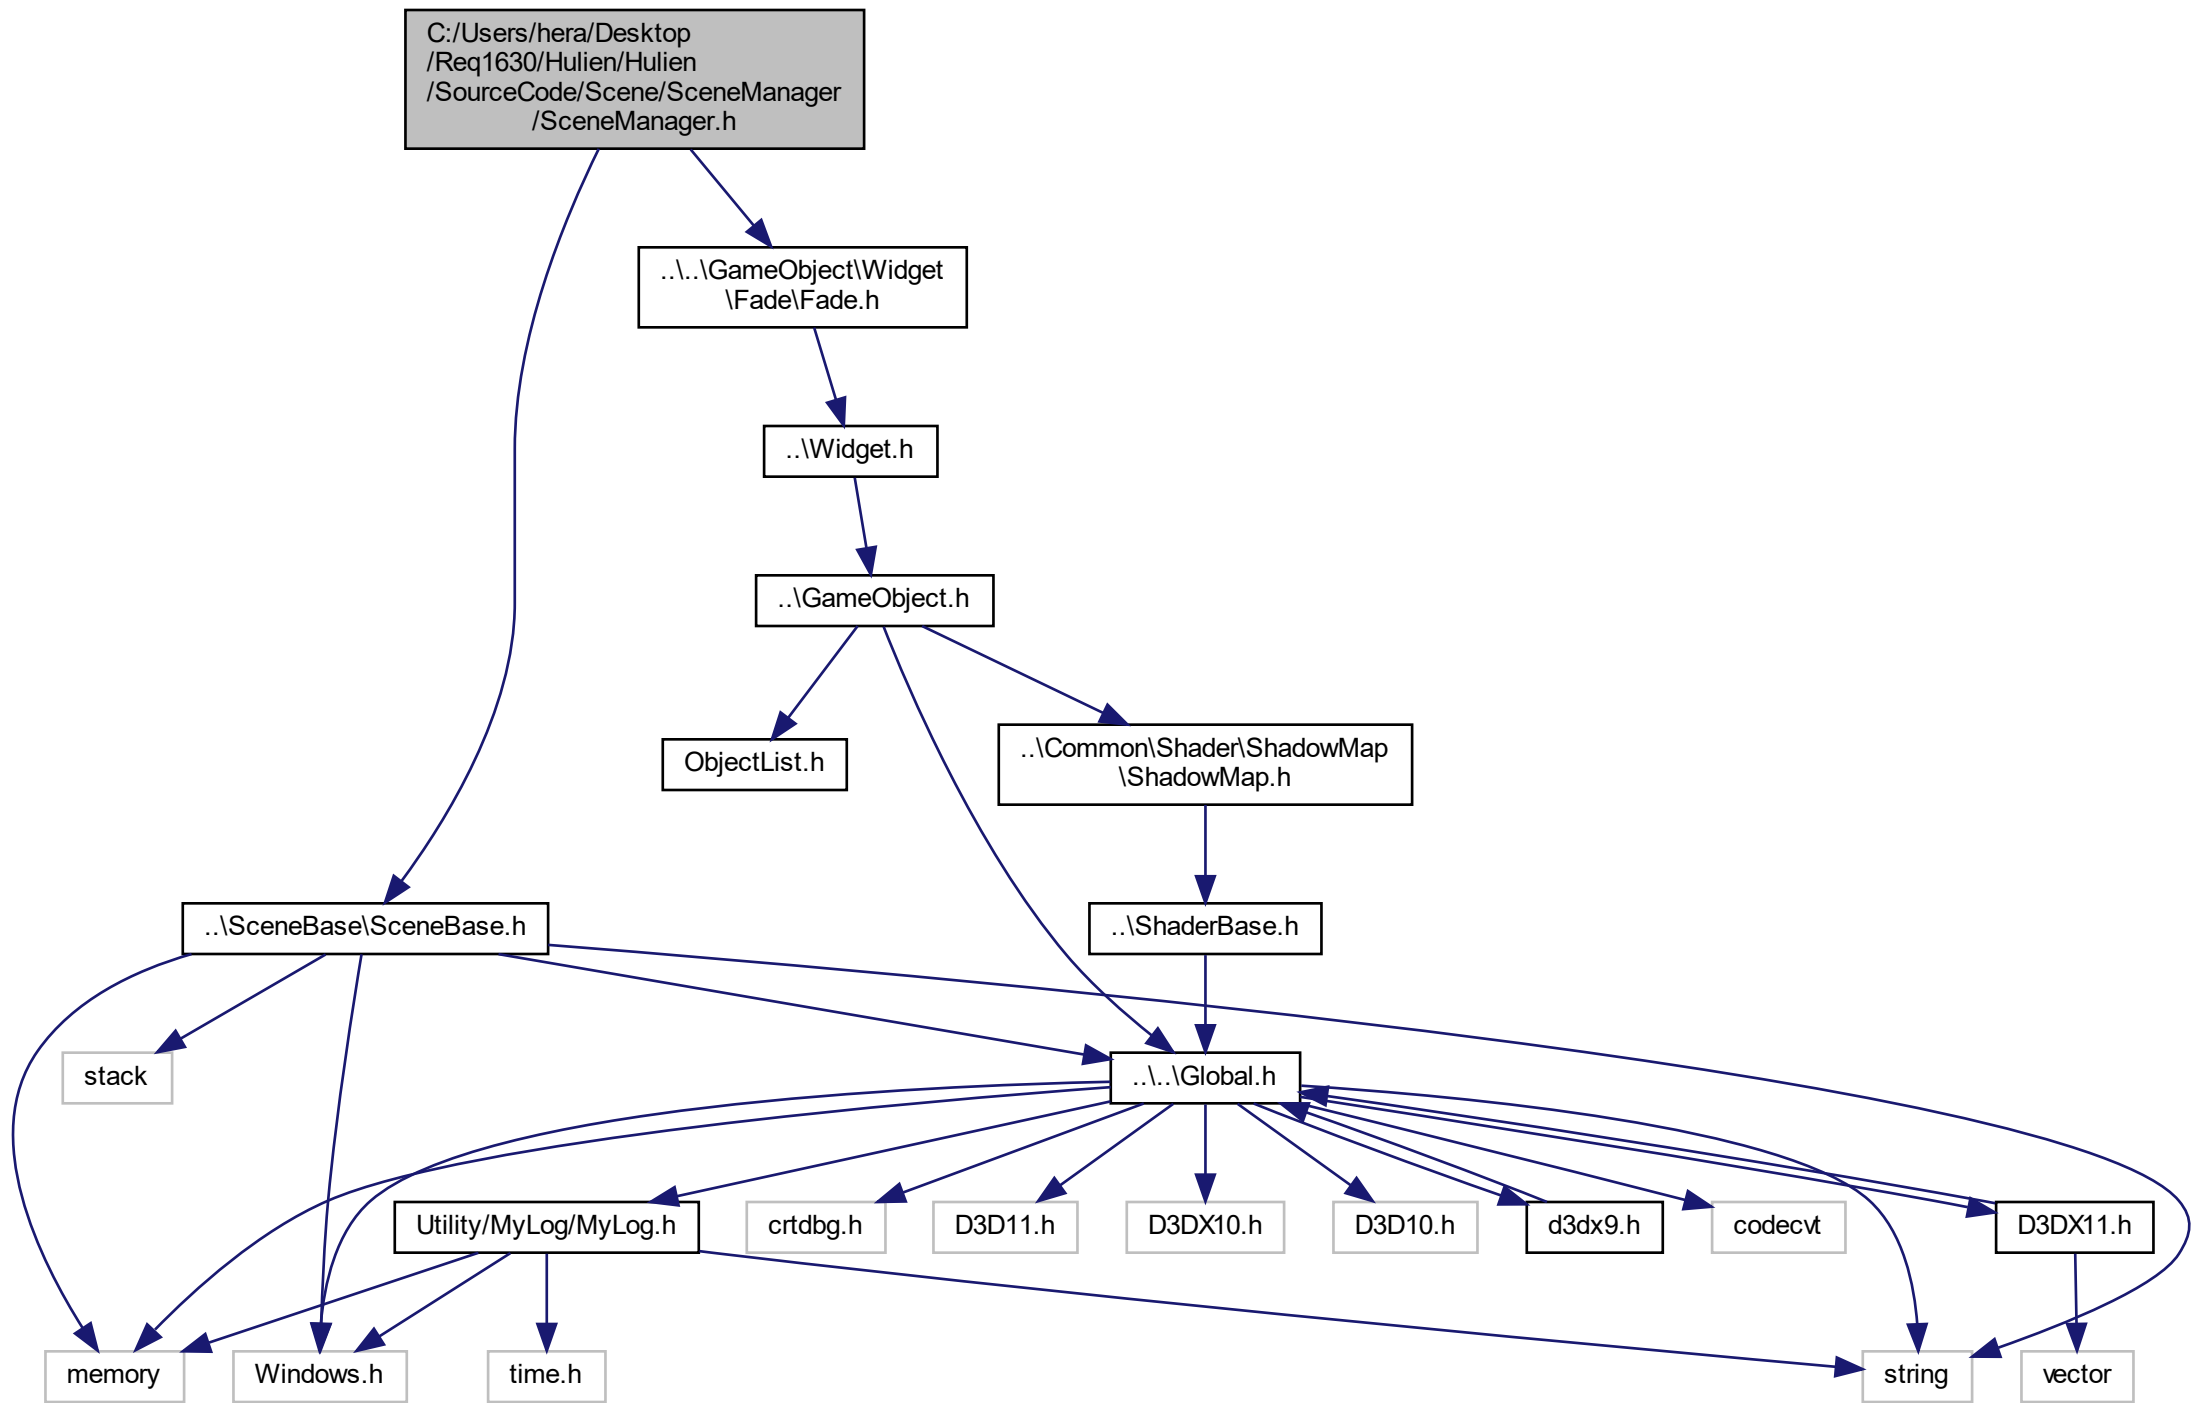 C:/Users/hera/Desktop
/Req1630/Hulien/Hulien
/SourceCode/Scene/SceneManager
/SceneManager.h
..\..\GameObject\Widget
\Fade\Fade.h
..\Widget.h
..\GameObject.h
ObjectList.h
..\Common\Shader\ShadowMap
\ShadowMap.h
..\SceneBase\SceneBase.h
..\ShaderBase.h
stack
..\..\Global.h
Utility/MyLog/MyLog.h
crtdbg.h
D3D11.h
D3DX10.h
D3D10.h
d3dx9.h
codecvt
D3DX11.h
memory
Windows.h
time.h
string
vector